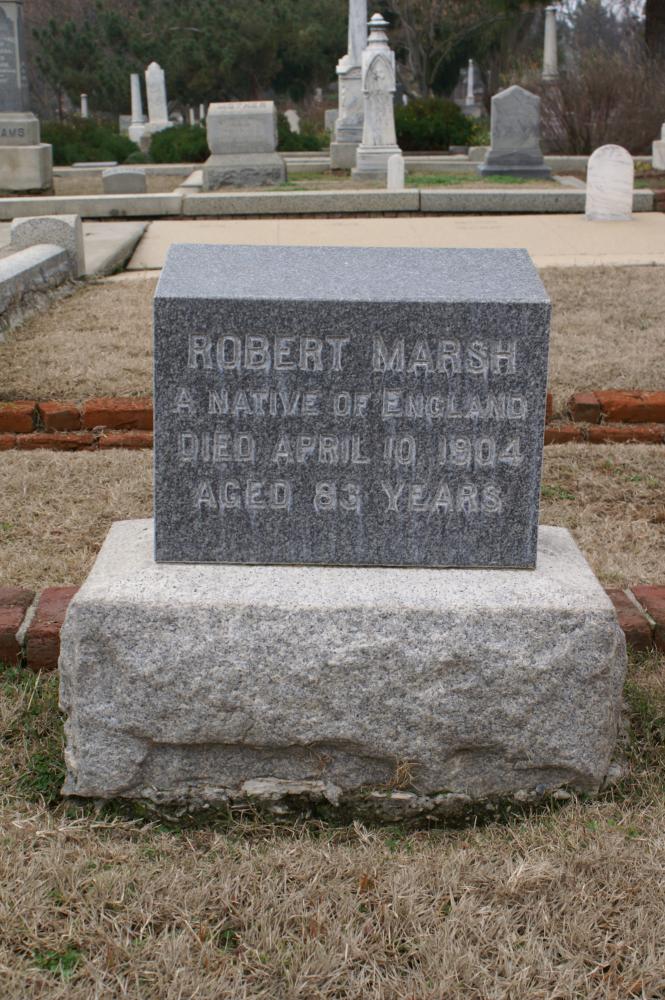 ROBERT MARSH
A NATIVE OF ENGLAND
DIED APRIL 10 1904
AGED 83 YEARS